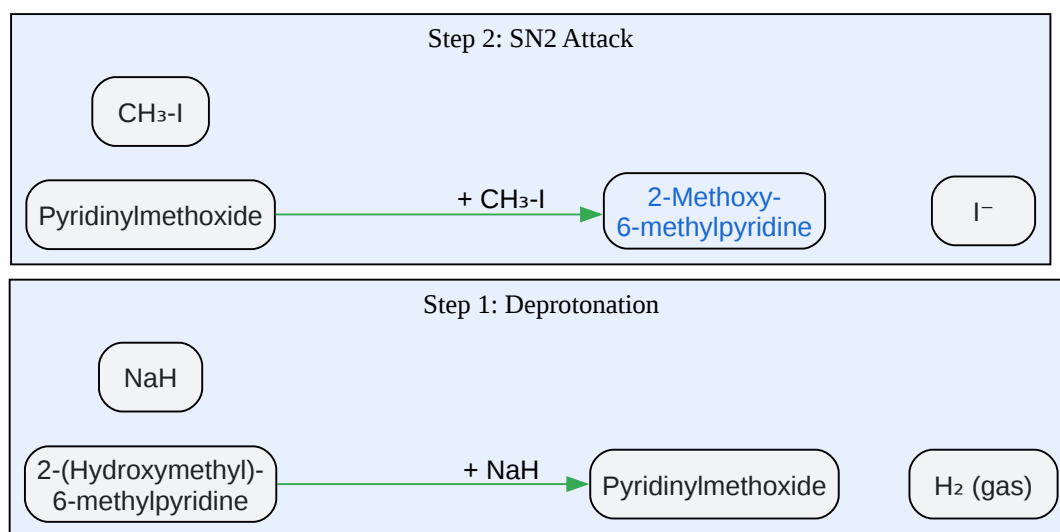 Step 2: SN2 Attack
CH₃-I
Pyridinylmethoxide
+ CH₃-I
2-Methoxy-
6-methylpyridine
I⁻
Step 1: Deprotonation
NaH
2-(Hydroxymethyl)-
6-methylpyridine
+ NaH
Pyridinylmethoxide
H₂ (gas)